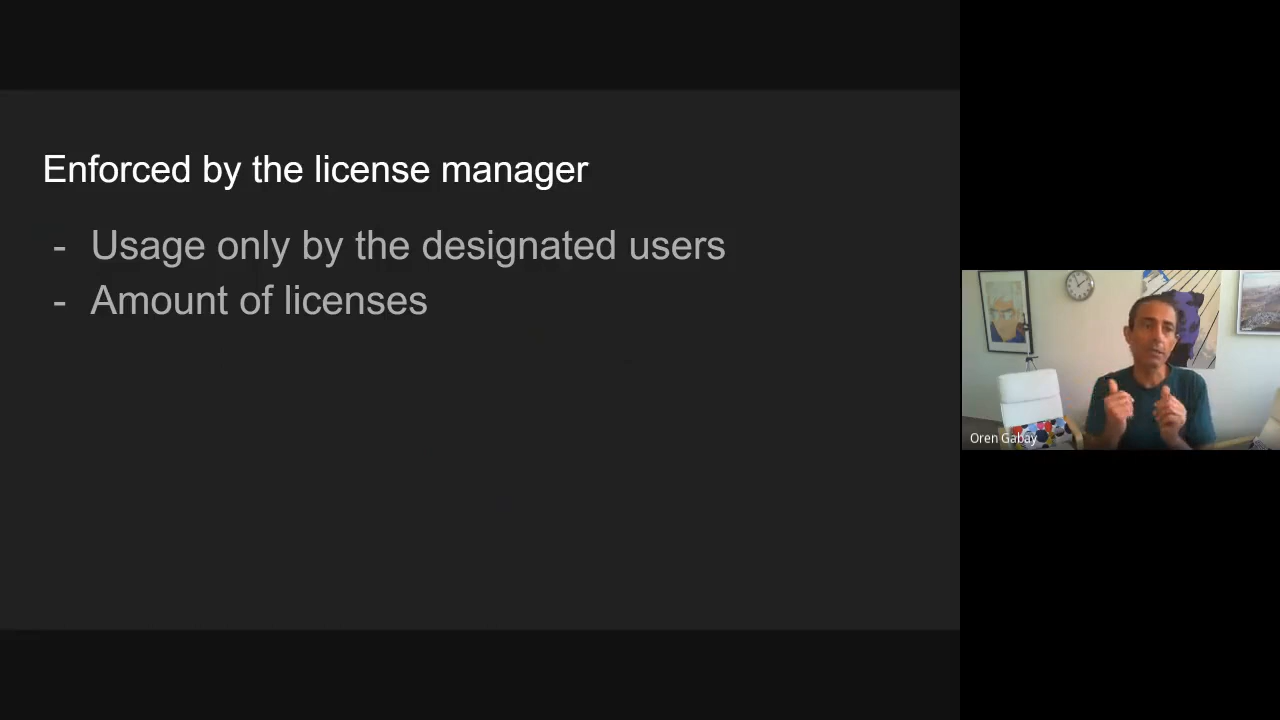 Enforced by the license manager
- Usage only by the designated users
- Amount of licenses
Oren Gabay